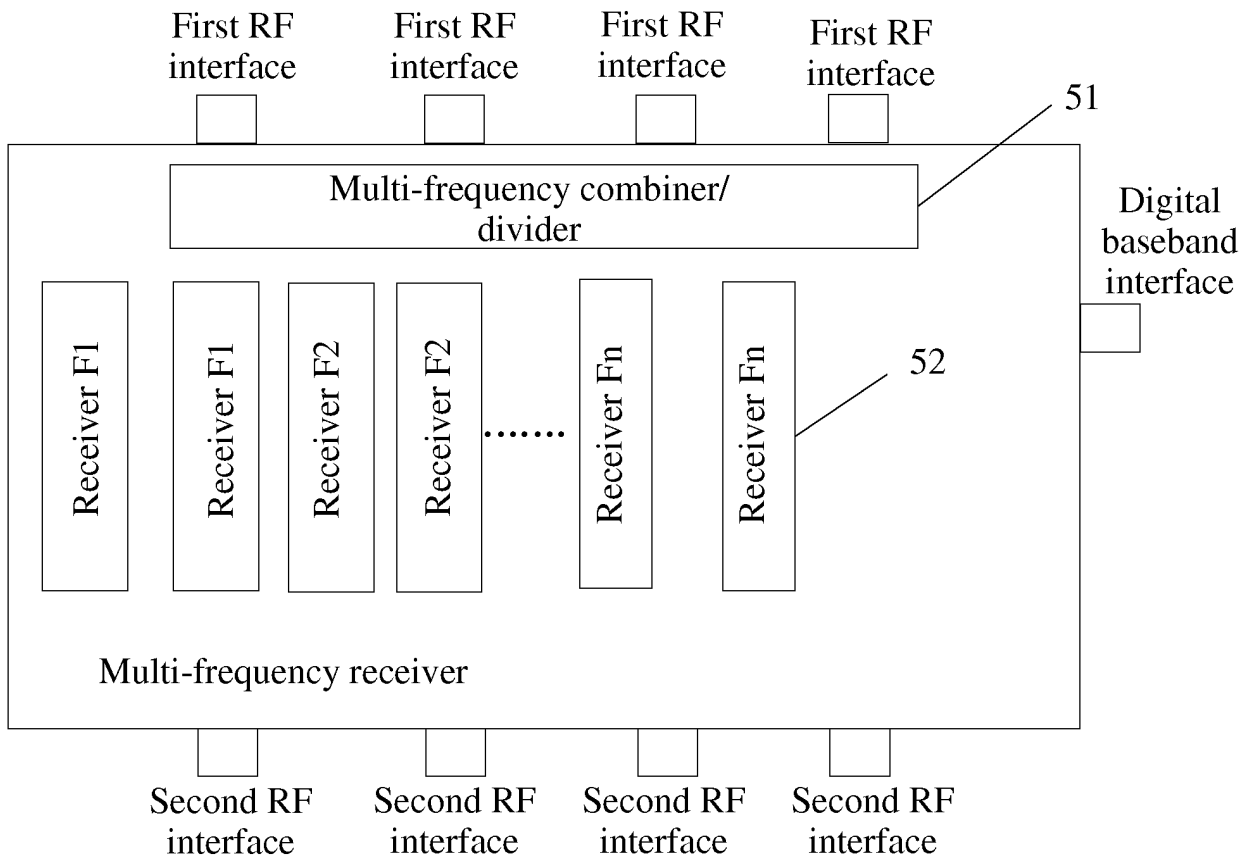 First RF
interface
First RF
interface
First RF
interface
First RF
interface
51
Multi-frequency combiner/
divider
Digital
baseband
interface
Receiver F1
Receiver F1
Receiver F2
Receiver F2
.......
Receiver Fn
Receiver Fn
52
Multi-frequency receiver
Second RF
interface
Second RF
interface
Second RF
interface
Second RF
interface